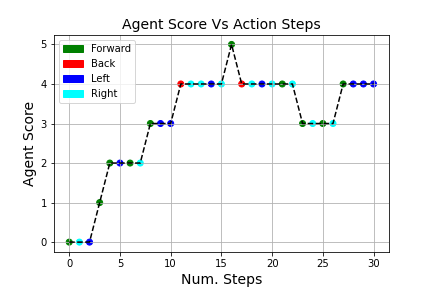 Agent Score Vs Action Steps
Forward
Back
Left
Right
5
4
3
2
1
0
Agent Score
0 5 10 15 20 25 30
Num. Steps